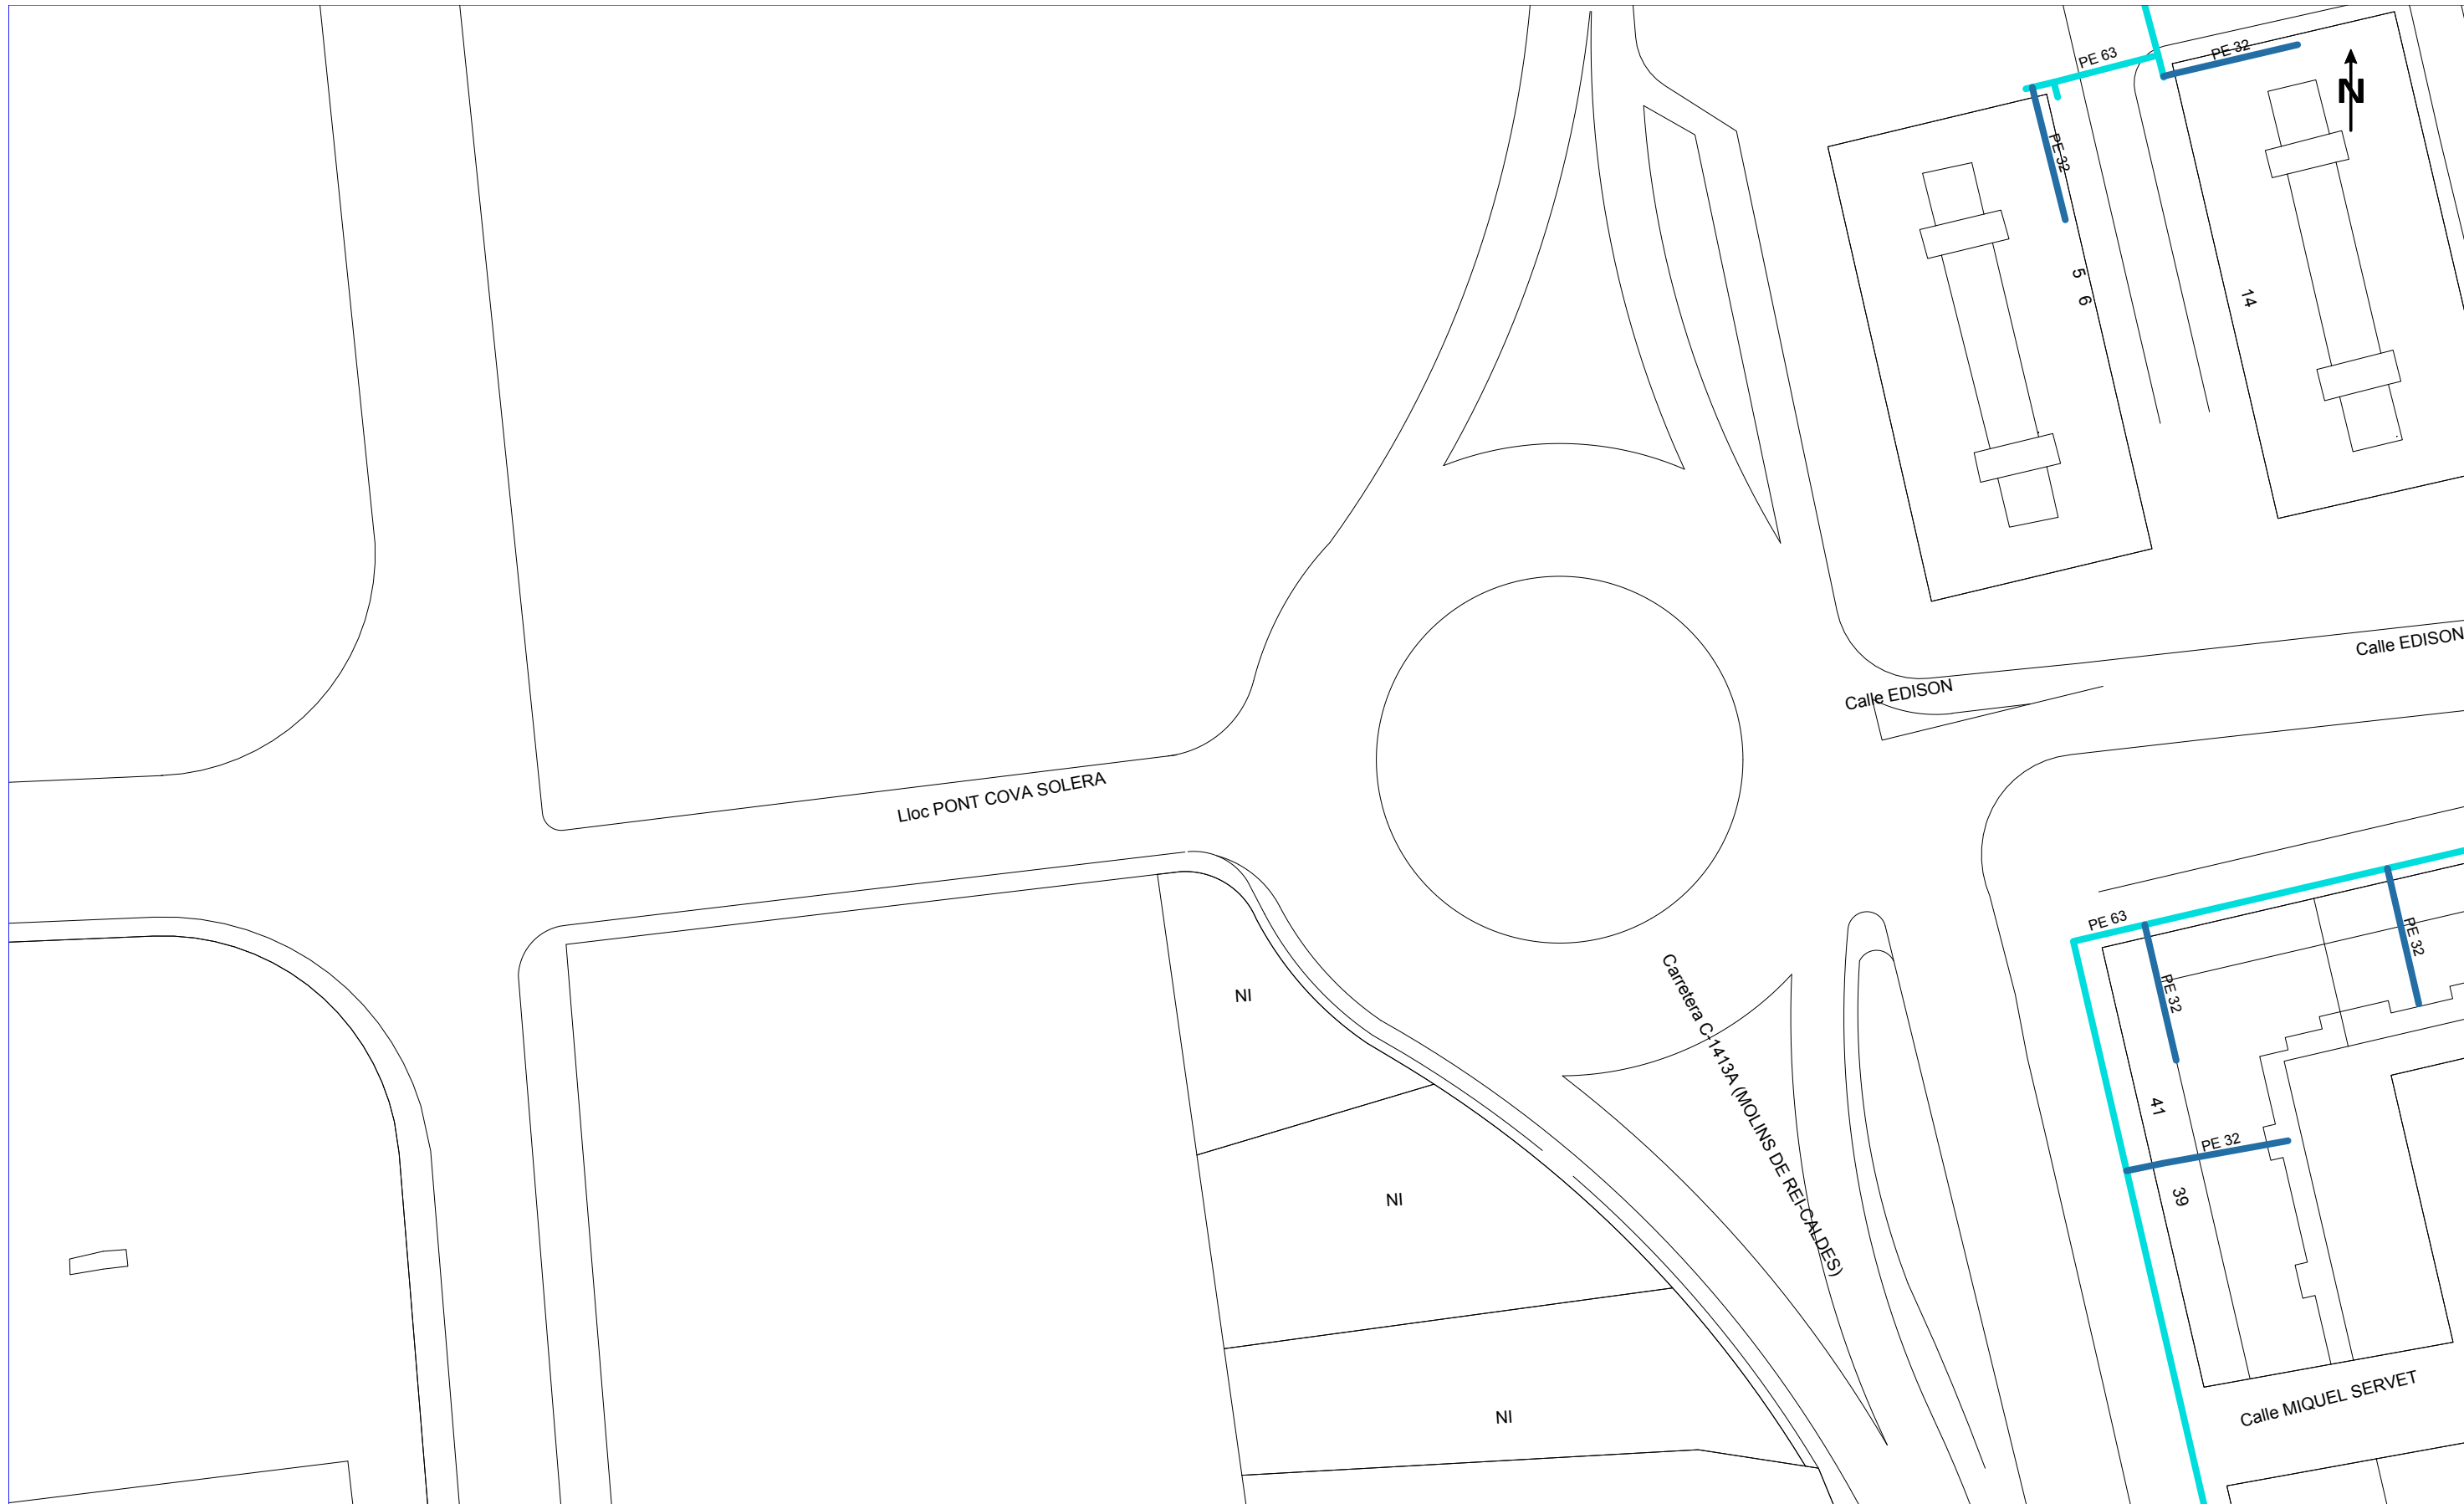 PE 63
PE 32
N
PE 32
5
6
14
Calle EDISON
Calle EDISON
Lloc PONT COVA SOLERA
PE 63
PE 32
PE 32
NI
Carretera C-1413A (MOLINS DE REI-CALDES)
41
PE 32
39
NI
Calle MIQUEL SERVET
NI